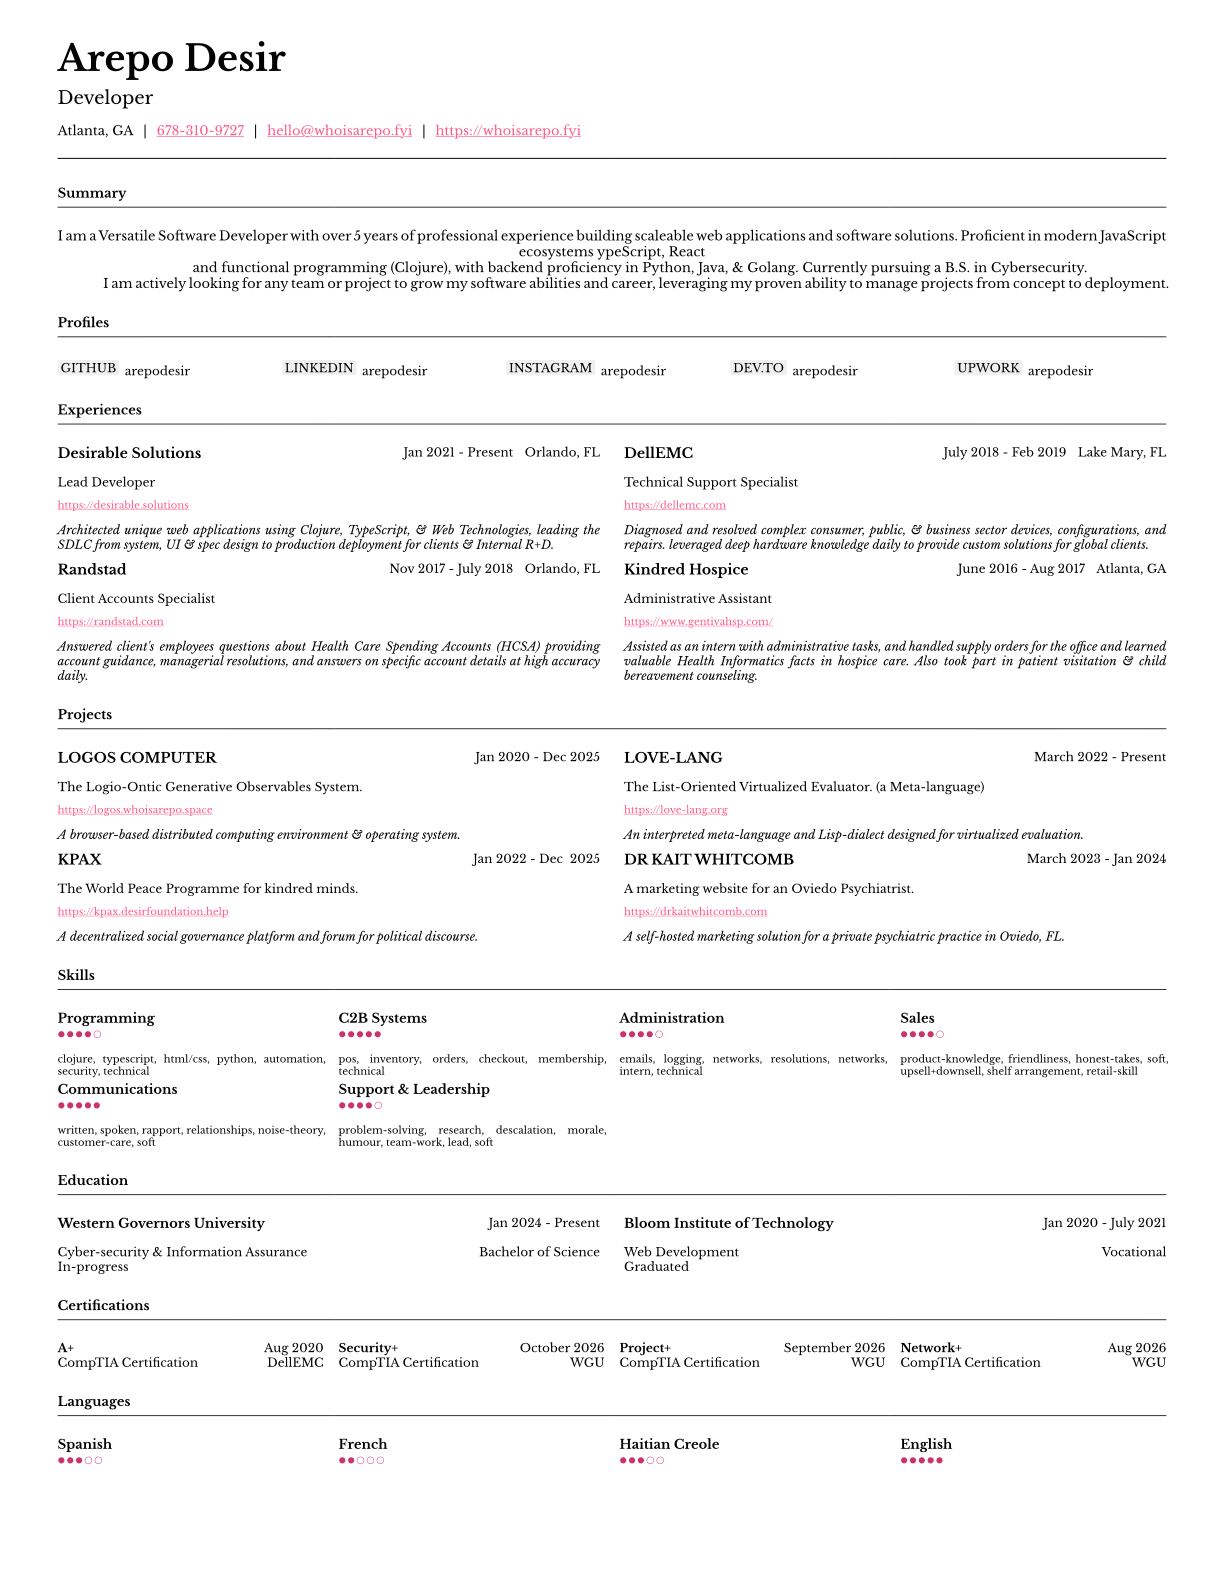 Arepo Desir
Developer
Atlanta, GA | 678-310-9727 | hello@whoisarepo.fyi | https://whoisarepo.fyi
Summary
I am a Versatile Software Developer with over 5 years of professional experience building scaleable web applications and software solutions. Proficient in modern JavaScript
ecosystems ypeScript, React
and functional programming (Clojure), with backend proficiency in Python, Java, & Golang. Currently pursuing a B.S. in Cybersecurity.
I am actively looking for any team or project to grow my software abilities and career, leveraging my proven ability to manage projects from concept to deployment.
Profiles
GITHUB arepodesir LINKEDIN arepodesir INSTAGRAM arepodesir DEV.TO arepodesir UPWORK arepodesir
Experiences
Desirable Solutions Jan 2021 - Present Orlando, FL
Lead Developer
https://desirable.solutions
Architected unique web applications using Clojure, TypeScript, & Web Technologies, leading the
SDLC from system, UI & spec design to production deployment for clients & Internal R+D.
DellEMC July 2018 - Feb 2019 Lake Mary, FL
Technical Support Specialist
https://dellemc.com
Diagnosed and resolved complex consumer, public, & business sector devices, configurations, and
repairs. leveraged deep hardware knowledge daily to provide custom solutions for global clients.
Randstad Nov 2017 - July 2018 Orlando, FL
Client Accounts Specialist
https://randstad.com
Answered client's employees questions about Health Care Spending Accounts (HCSA) providing
account guidance, managerial resolutions, and answers on specific account details at high accuracy
daily.
Kindred Hospice June 2016 - Aug 2017 Atlanta, GA
Administrative Assistant
https://www.gentivahsp.com/
Assisted as an intern with administrative tasks, and handled supply orders for the office and learned
valuable Health Informatics facts in hospice care. Also took part in patient visitation & child
bereavement counseling.
Projects
LOGOS COMPUTER Jan 2020 - Dec 2025
The Logio-Ontic Generative Observables System.
https://logos.whoisarepo.space
A browser-based distributed computing environment & operating system.
LOVE-LANG March 2022 - Present
The List-Oriented Virtualized Evaluator. (a Meta-language)
https://love-lang.org
An interpreted meta-language and Lisp-dialect designed for virtualized evaluation.
KPAX Jan 2022 - Dec 2025
The World Peace Programme for kindred minds.
https://kpax.desirfoundation.help
A decentralized social governance platform and forum for political discourse.
DR KAIT WHITCOMB March 2023 - Jan 2024
A marketing website for an Oviedo Psychiatrist.
https://drkaitwhitcomb.com
A self-hosted marketing solution for a private psychiatric practice in Oviedo, FL.
Skills
Programming
clojure, typescript, html/css, python, automation,
security, technical
C2B Systems
pos, inventory, orders, checkout, membership,
technical
Administration
emails, logging, networks, resolutions, networks,
intern, technical
Sales
product-knowledge, friendliness, honest-takes, soft,
upsell+downsell, shelf arrangement, retail-skill
Communications
written, spoken, rapport, relationships, noise-theory,
customer-care, soft
Support & Leadership
problem-solving, research, descalation, morale,
humour, team-work, lead, soft
Education
Western Governors University Jan 2024 - Present
Cyber-security & Information Assurance Bachelor of Science
In-progress
Bloom Institute of Technology Jan 2020 - July 2021
Web Development Vocational
Graduated
Certifications
A+ Aug 2020
CompTIA Certification DellEMC
Security+ October 2026
CompTIA Certification WGU
Project+ September 2026
CompTIA Certification WGU
Network+ Aug 2026
CompTIA Certification WGU
Languages
Spanish
French
Haitian Creole
English